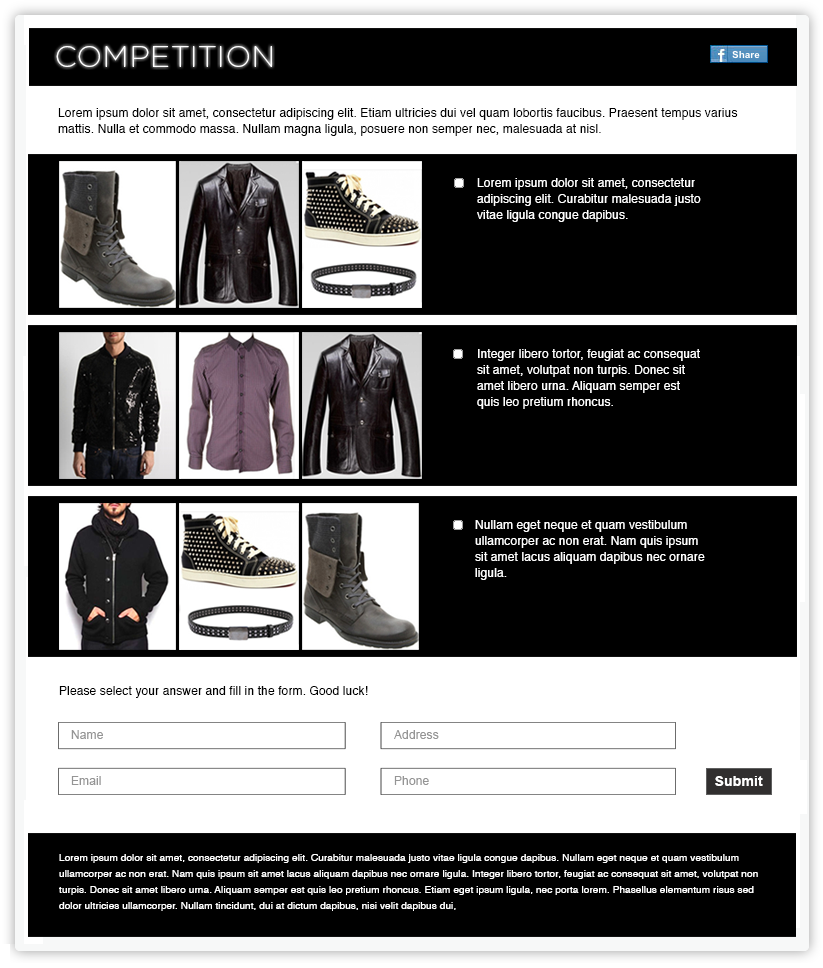 COMPETITION
Share
Lorem ipsum dolor sit amet, consectetur adipiscing elit. Etiam ultricies dui vel quam lobortis faucibus. Praesent tempus varius
mattis. Nulla et commodo massa. Nullam magna ligula, posuere non semper nec, malesuada at nisl.
Lorem ipsum dolor sit amet, consectetur
adipiscing elit. Curabitur malesuada justo
vitae ligula congue dapibus.
Integer libero tortor, feugiat ac consequat
sit amet, volutpat non turpis. Donec sit
amet libero urna. Aliquam semper est
quis leo pretium rhoncus.
Nullam eget neque et quam vestibulum
ullamcorper ac non erat. Nam quis ipsum
sit amet lacus aliquam dapibus nec ornare
ligula.
Please select your answer and fill in the form. Good luck!
Name
Address
Email
Phone
Submit
Lorem ipsum dolor sit amet, consectetur adipiscing elit. Curabitur malesuada justo vitae ligula congue dapibus. Nullam eget neque et quam vestibulum
ullamcorper ac non erat. Nam quis ipsum sit amet lacus aliquam dapibus nec ornare ligula. Integer libero tortor, feugiat ac consequat sit amet, volutpat non
turpis. Donec sit amet libero urna. Aliquam semper est quis leo pretium rhoncus. Etiam eget ipsum ligula, nec porta lorem. Phasellus elementum risus sed
dolor ultricies ullamcorper. Nullam tincidunt, dui at dictum dapibus, nisi velit dapibus dui,